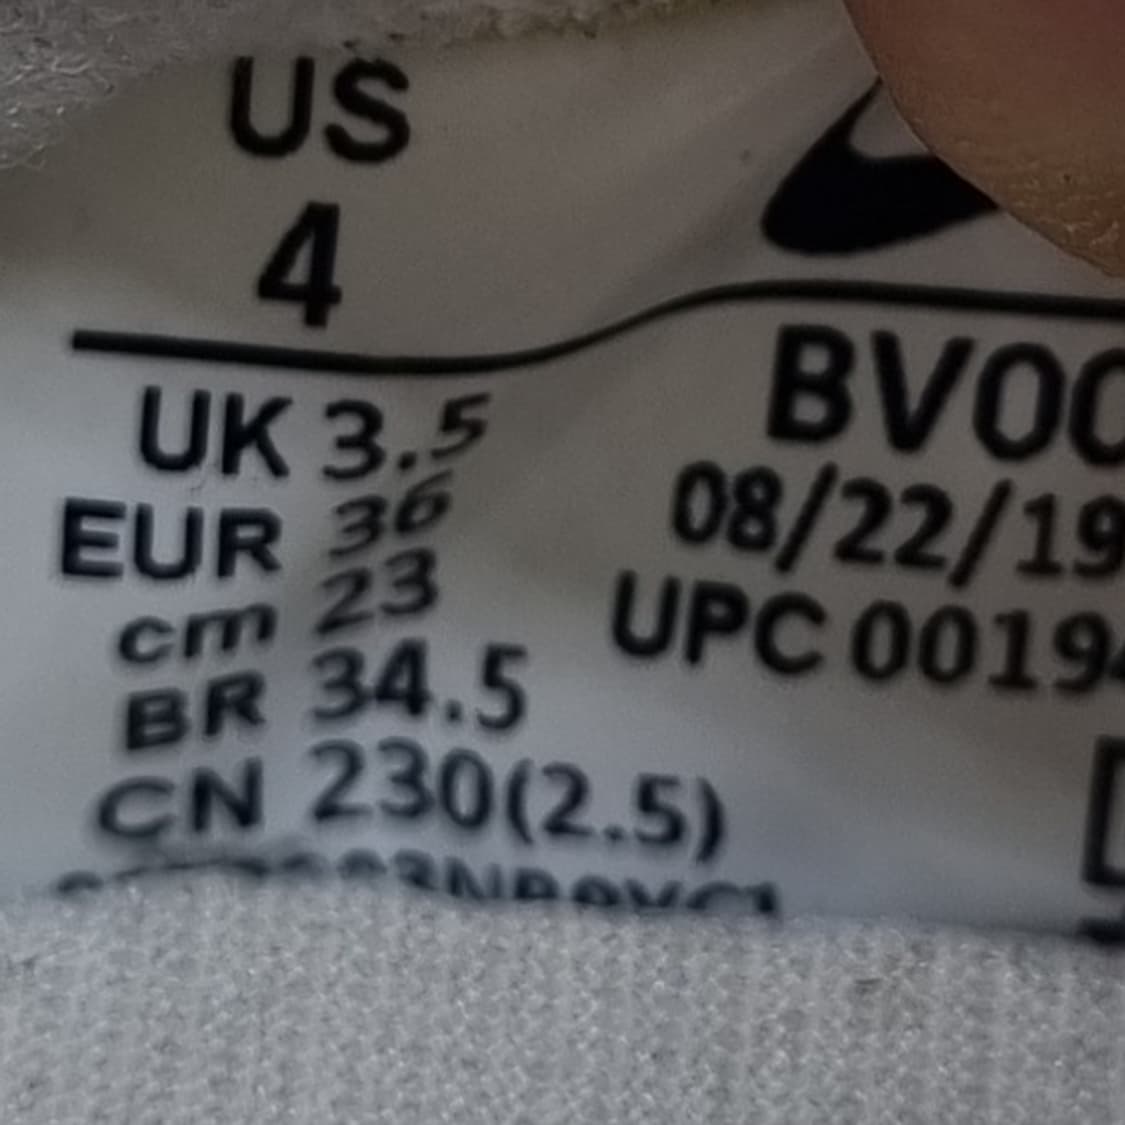 US
4
UK 3.5
EUR 36
cm 23
BR 34.5
CN 230(2.5)
BV00
08/22/19
UPC 00194